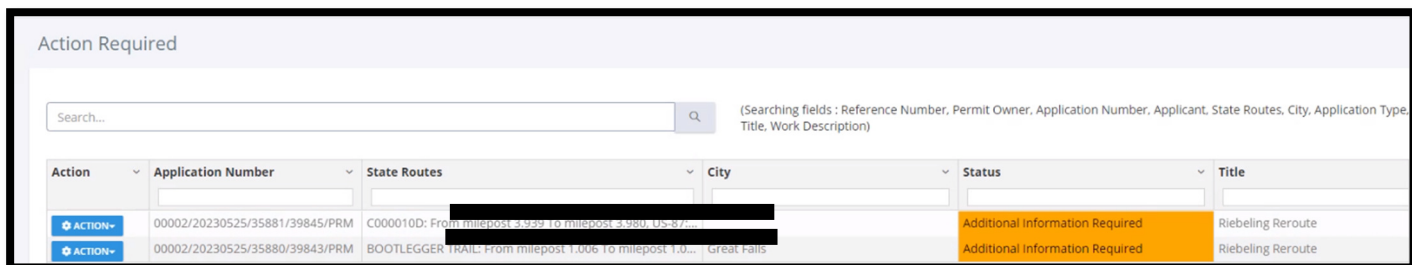 Action Required
Search...
(Searching fields : Reference Number, Permit Owner, Application Number, Applicant, State Routes, City, Application Type,
Title, Work Description)
Action Application Number State Routes City Status Title
ACTION 00002/20230525/35881/39845/PRM C000010D: From milepost 3.939 To milepost 3.980, US-87:... Additional Information Required Riebeling Reroute
ACTION 00002/20230525/35880/39843/PRM BOOTLEGGER TRAIL: From milepost 1.006 To milepost 1.0... Great Falls Additional Information Required Riebeling Reroute